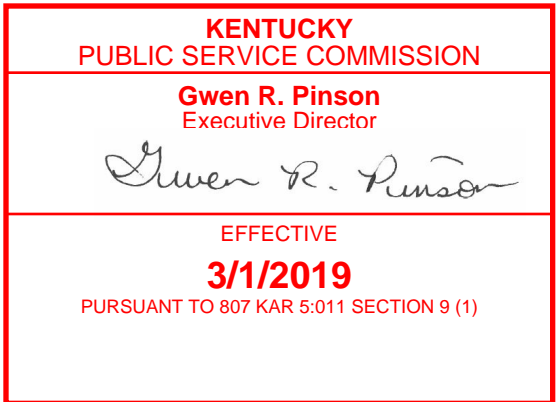 KENTUCKY
PUBLIC SERVICE COMMISSION
Gwen R. Pinson
Executive Director
Gwen R. Pinson
EFFECTIVE
3/1/2019
PURSUANT TO 807 KAR 5:011 SECTION 9 (1)